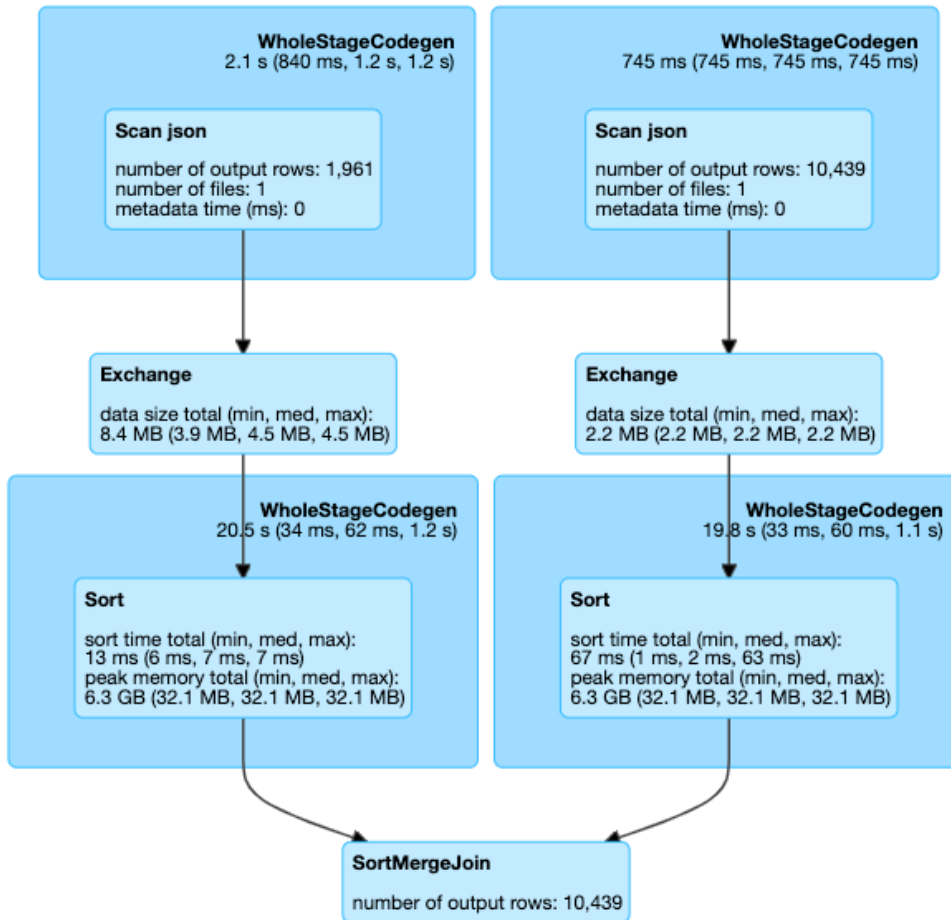 WholeStageCodegen
2.1 s (840 ms, 1.2 s, 1.2 s)
Scan json
number of output rows: 1,961
number of files: 1
metadata time (ms): 0
WholeStageCodegen
745 ms (745 ms, 745 ms, 745 ms)
Scan json
number of output rows: 10,439
number of files: 1
metadata time (ms): 0
Exchange
data size total (min, med, max):
8.4 MB (3.9 MB, 4.5 MB, 4.5 MB)
Exchange
data size total (min, med, max):
2.2 MB (2.2 MB, 2.2 MB, 2.2 MB)
WholeStageCodegen
20.5 s (34 ms, 62 ms, 1.2 s)
Sort
sort time total (min, med, max):
13 ms (6 ms, 7 ms, 7 ms)
peak memory total (min, med, max):
6.3 GB (32.1 MB, 32.1 MB, 32.1 MB)
WholeStageCodegen
19.8 s (33 ms, 60 ms, 1.1 s)
Sort
sort time total (min, med, max):
67 ms (1 ms, 2 ms, 63 ms)
peak memory total (min, med, max):
6.3 GB (32.1 MB, 32.1 MB, 32.1 MB)
SortMergeJoin
number of output rows: 10,439